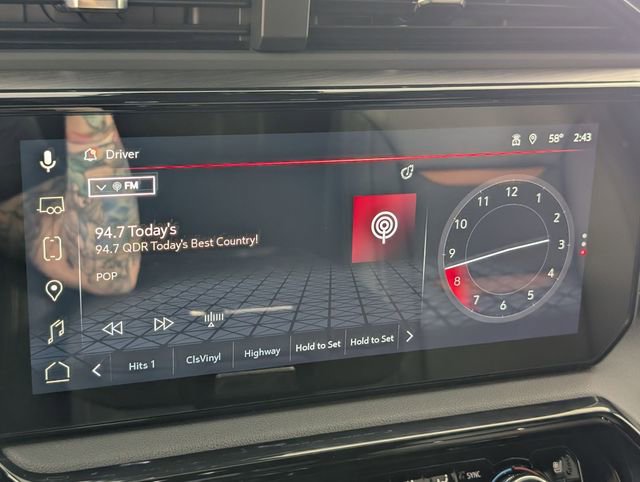 Driver
58° 2:43
FM
94.7 Today's
94.7 QDR Today's Best Country!
POP
12
1
2
3
4
5
6
7
8
9
10
11
Hits 1 ClsVinyl Highway Hold to Set Hold to Set
SYNC